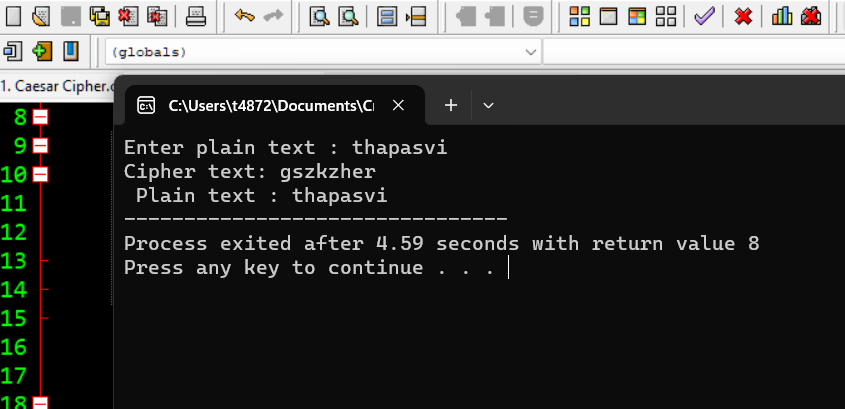 (globals)
1. Caesar Cipher.c
C:\Users\t4872\Documents\Cr
8
9
10
11
12
13
14
15
16
17
18
Enter plain text : thapasvi
Cipher text: gszkzher
 Plain text : thapasvi
--------------------------------
Process exited after 4.59 seconds with return value 8
Press any key to continue . . .